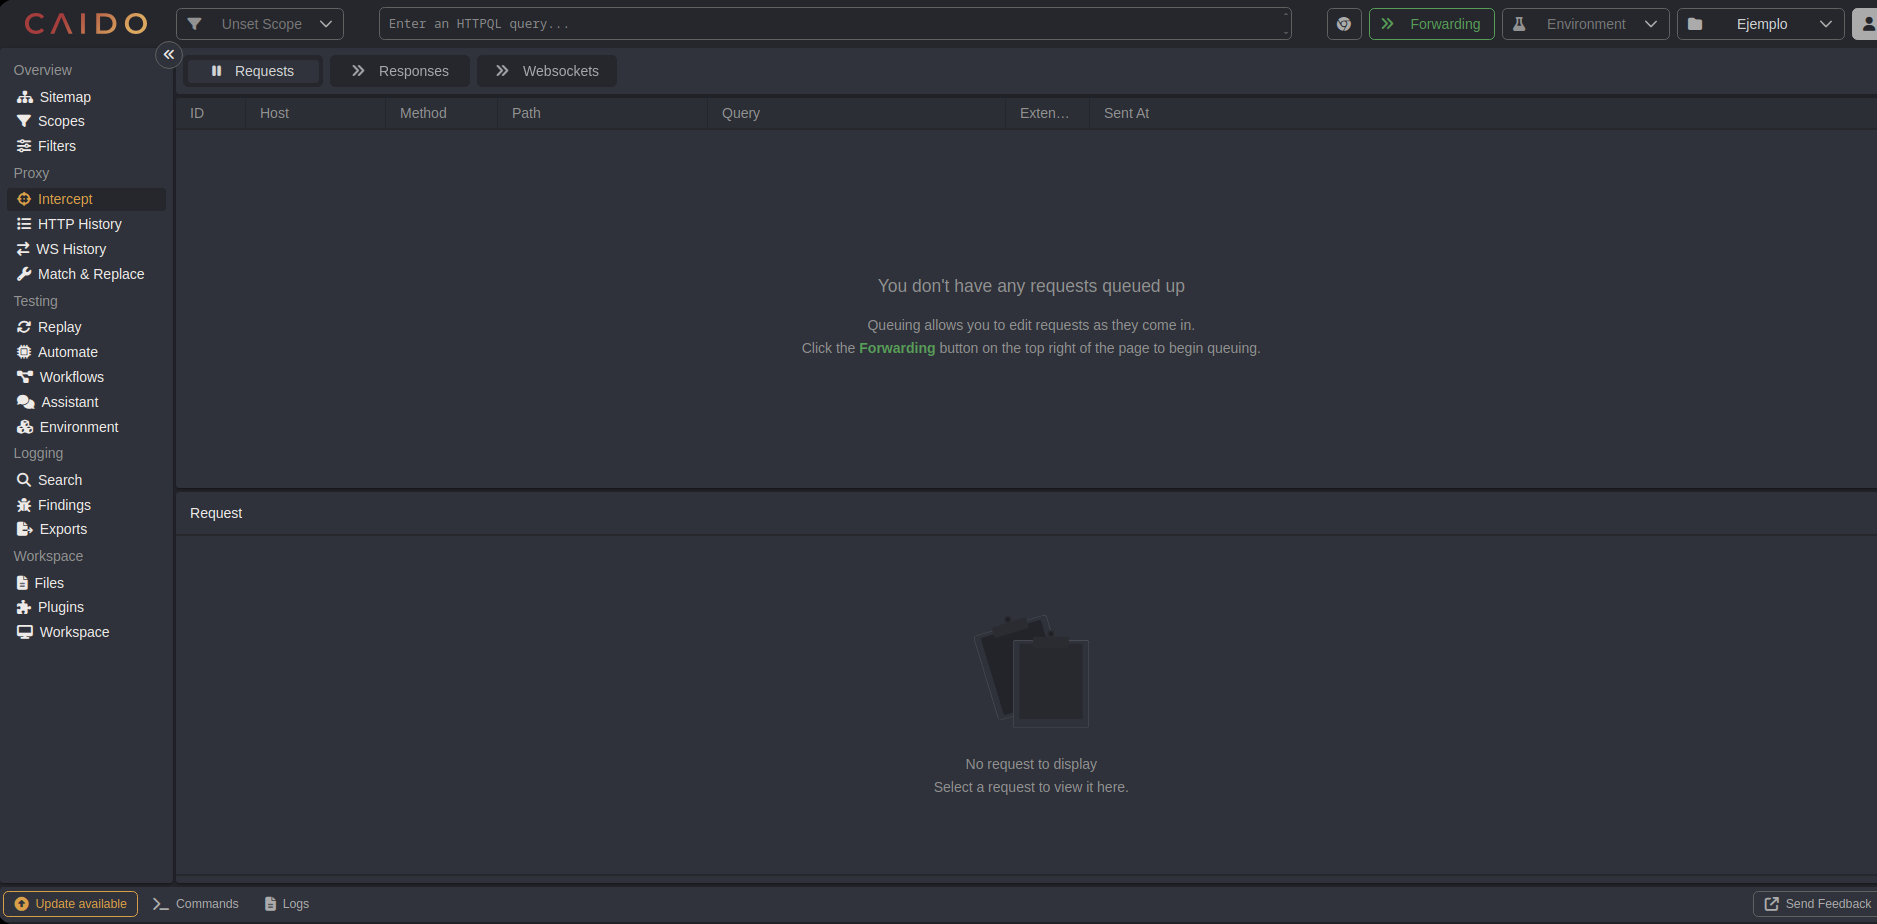 CAIDO
Unset Scope
Enter an HTTPQL query...
Forwarding
Environment
Ejemplo
Overview
Sitemap
Scopes
Filters
Proxy
Intercept
HTTP History
WS History
Match & Replace
Testing
Replay
Automate
Workflows
Assistant
Environment
Logging
Search
Findings
Exports
Workspace
Files
Plugins
Workspace
Requests
Responses
Websockets
ID
Host
Method
Path
Query
Exten…
Sent At
You don't have any requests queued up
Queuing allows you to edit requests as they come in.
Click the Forwarding button on the top right of the page to begin queuing.
Request
No request to display
Select a request to view it here.
Update available
Commands
Logs
Send Feedback